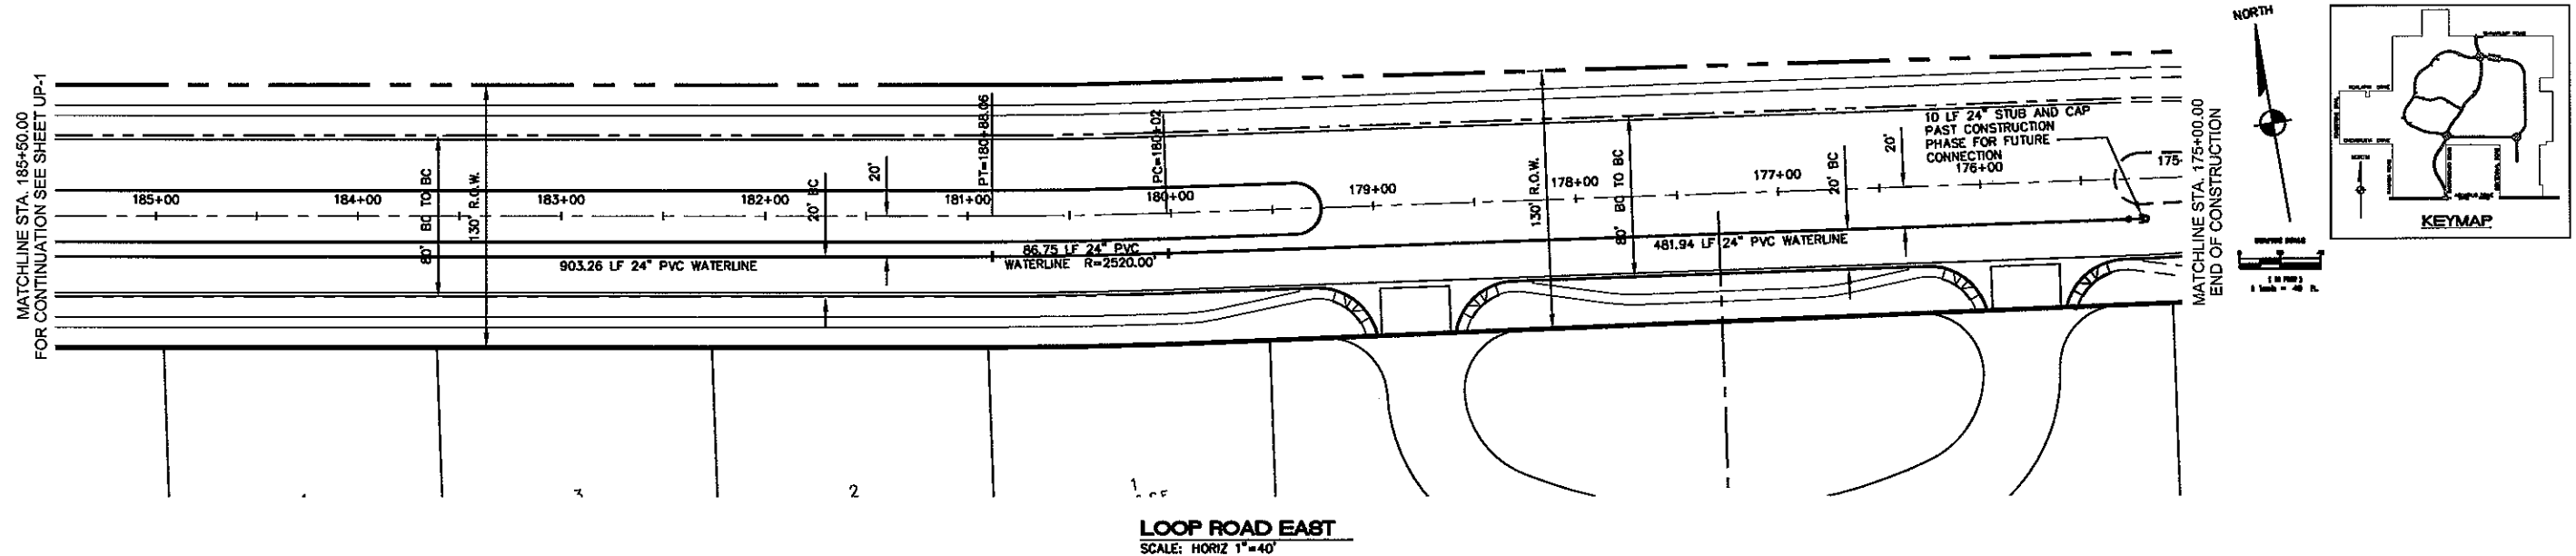 MATCHLINE STA. 185+50.00
FOR CONTINUATION SEE SHEET UP-1
185+00
184+00
80' BC TO BC
130' R.O.W.
183+00
903.26 LF 24" PVC WATERLINE
182+00
20' BC
20'
PT=180+88.06
181+00
86.75 LF 24" PVC
WATERLINE R=2520.00'
PC=180+02
180+00
179+00
130' R.O.W.
178+00
80' BC TO BC
481.94 LF 24" PVC WATERLINE
177+00
20' BC
20'
10 LF 24" STUB AND CAP
PAST CONSTRUCTION
PHASE FOR FUTURE
CONNECTION
176+00
175-
MATCHLINE STA. 175+00.00
END OF CONSTRUCTION
NORTH
KEYMAP
3
2
1
LOOP ROAD EAST
SCALE: HORIZ 1"=40'